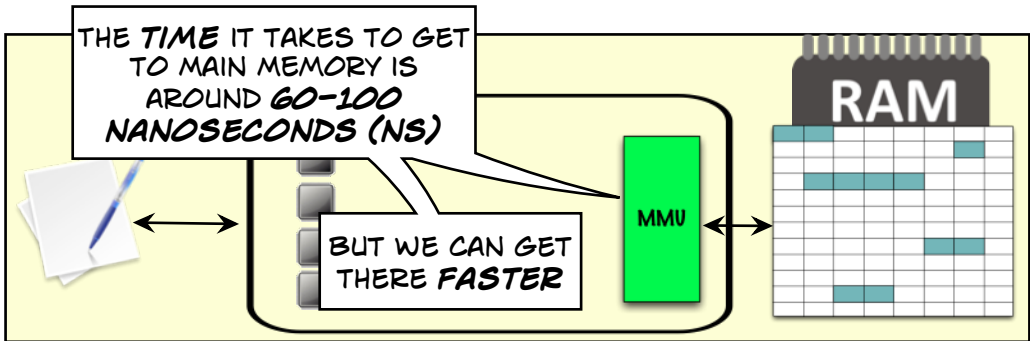 THE TIME IT TAKES TO GET
TO MAIN MEMORY IS
AROUND 60-100
NANOSECONDS (NS)
BUT WE CAN GET
THERE FASTER
MMU
RAM